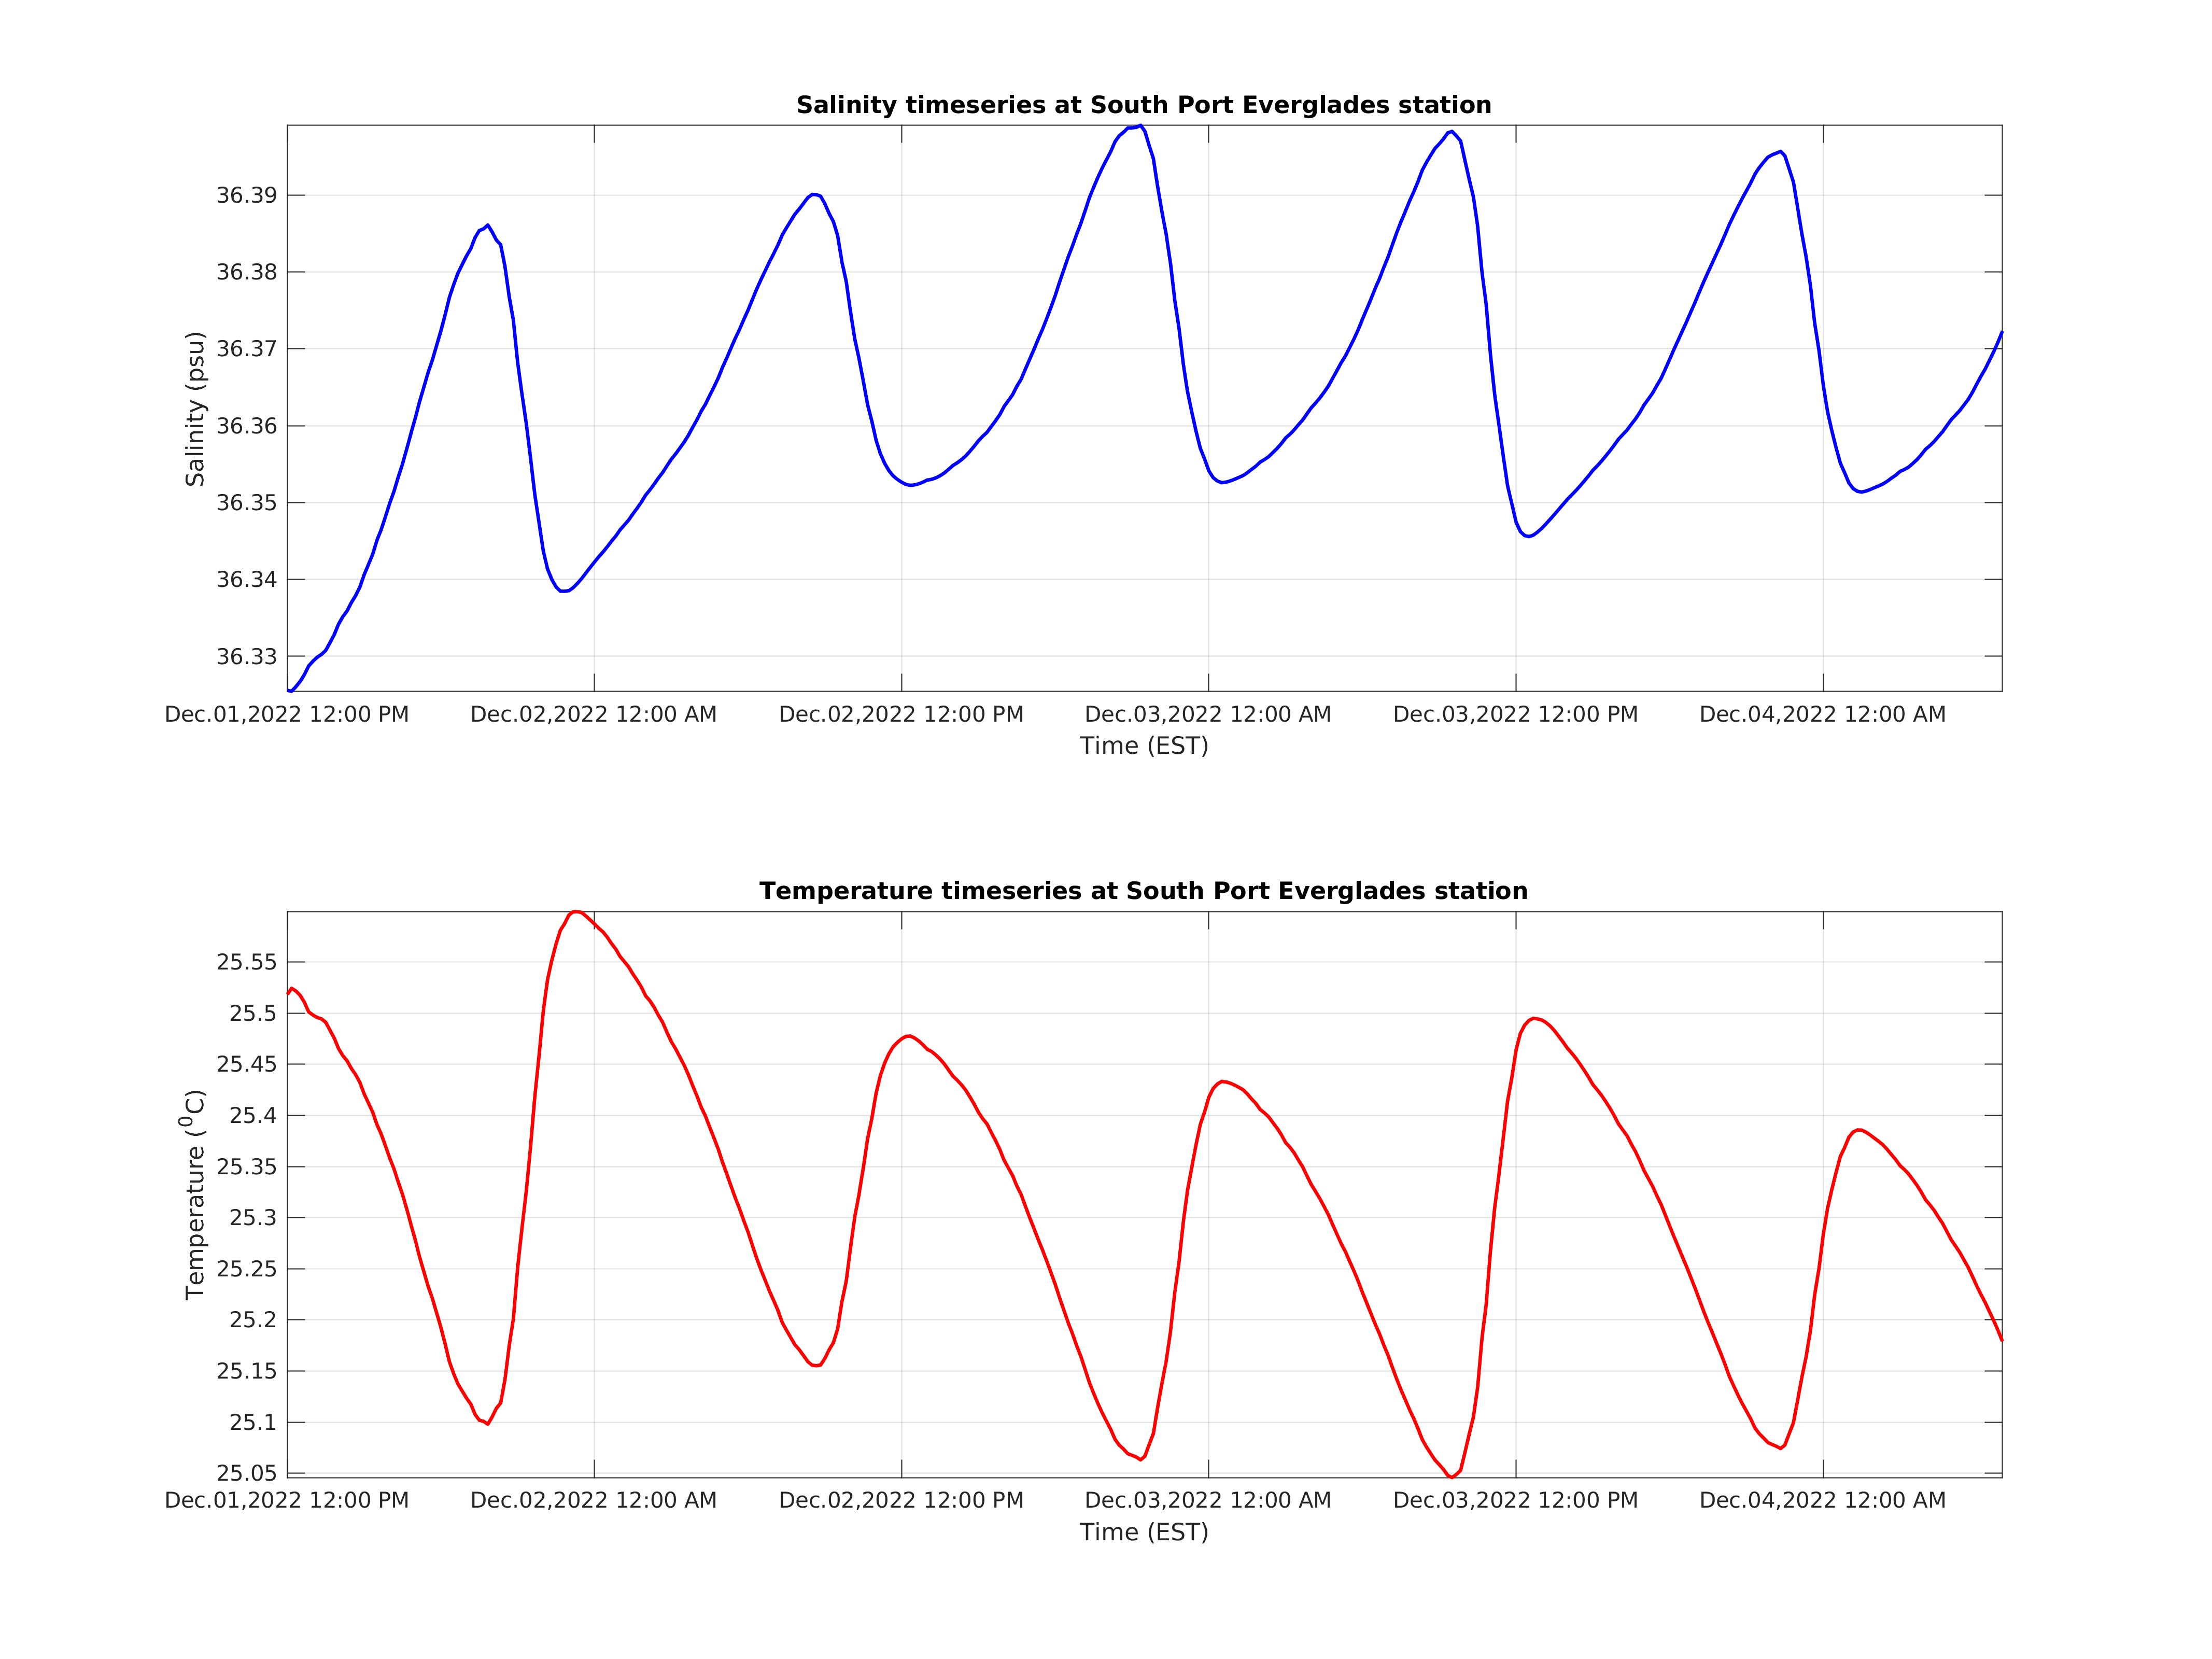 Salinity timeseries at South Port Everglades station
36.39
36.38
36.37
36.36
36.35
36.34
36.33
Salinity (psu)
Dec.01,2022 12:00 PM Dec.02,2022 12:00 AM Dec.02,2022 12:00 PM Dec.03,2022 12:00 AM Dec.03,2022 12:00 PM Dec.04,2022 12:00 AM
Time (EST)
Temperature timeseries at South Port Everglades station
25.55
25.5
25.45
25.4
25.35
25.3
25.25
25.2
25.15
25.1
25.05
Temperature (⁰C)
Dec.01,2022 12:00 PM Dec.02,2022 12:00 AM Dec.02,2022 12:00 PM Dec.03,2022 12:00 AM Dec.03,2022 12:00 PM Dec.04,2022 12:00 AM
Time (EST)